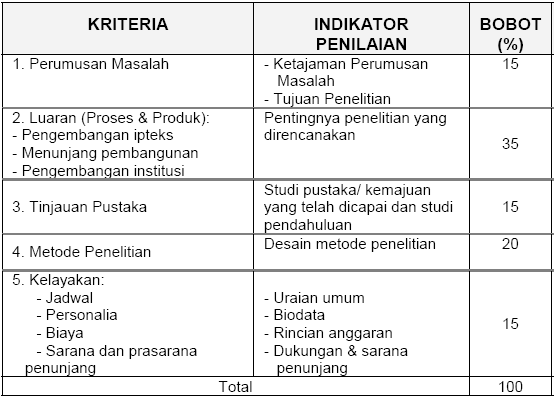 KRITERIA
INDIKATOR
PENILAIAN
BOBOT
(%)
1. Perumusan Masalah
- Ketajaman Perumusan
Masalah
- Tujuan Penelitian
15
2. Luaran (Proses & Produk):
- Pengembangan ipteks
- Menunjang pembangunan
- Pengembangan institusi
Pentingnya penelitian yang
direncanakan
35
3. Tinjauan Pustaka
Studi pustaka/ kemajuan
yang telah dicapai dan studi
pendahuluan
15
4. Metode Penelitian
Desain metode penelitian
20
5. Kelayakan:
- Jadwal
- Personalia
- Biaya
- Sarana dan prasarana
penunjang
- Uraian umum
- Biodata
- Rincian anggaran
- Dukungan & sarana
penunjang
15
Total
100